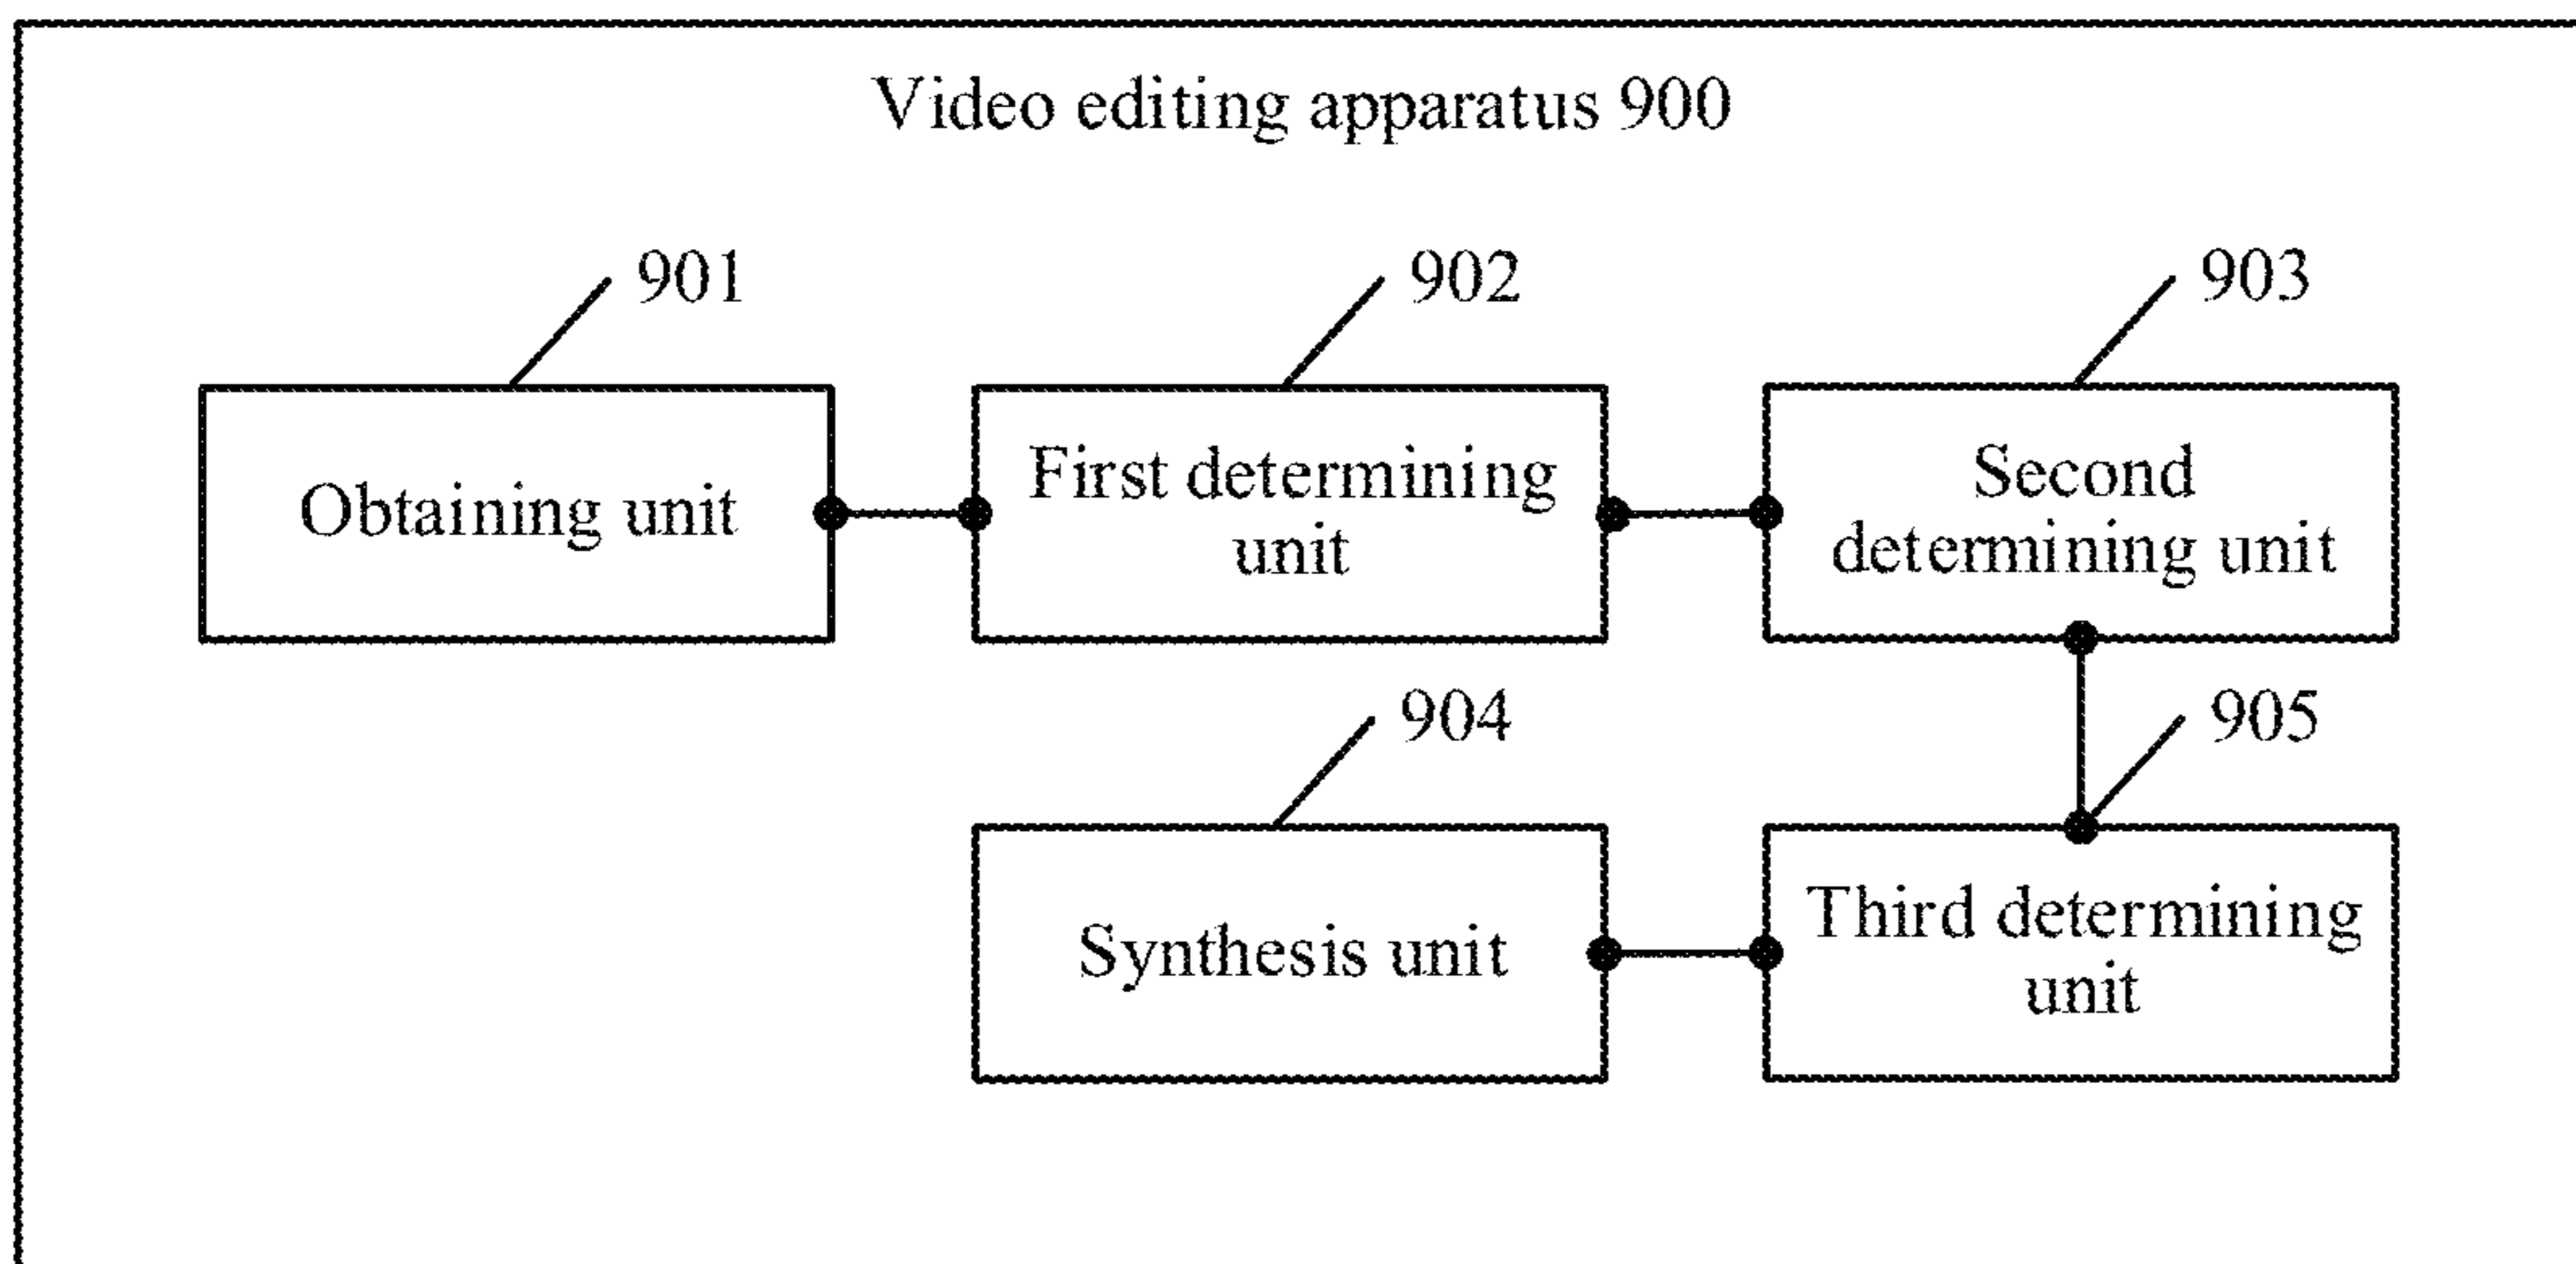 Video editing apparatus 900
901
902
903
Obtaining unit
First determining
unit
Second
determining unit
904
905
Synthesis unit
Third determining
unit